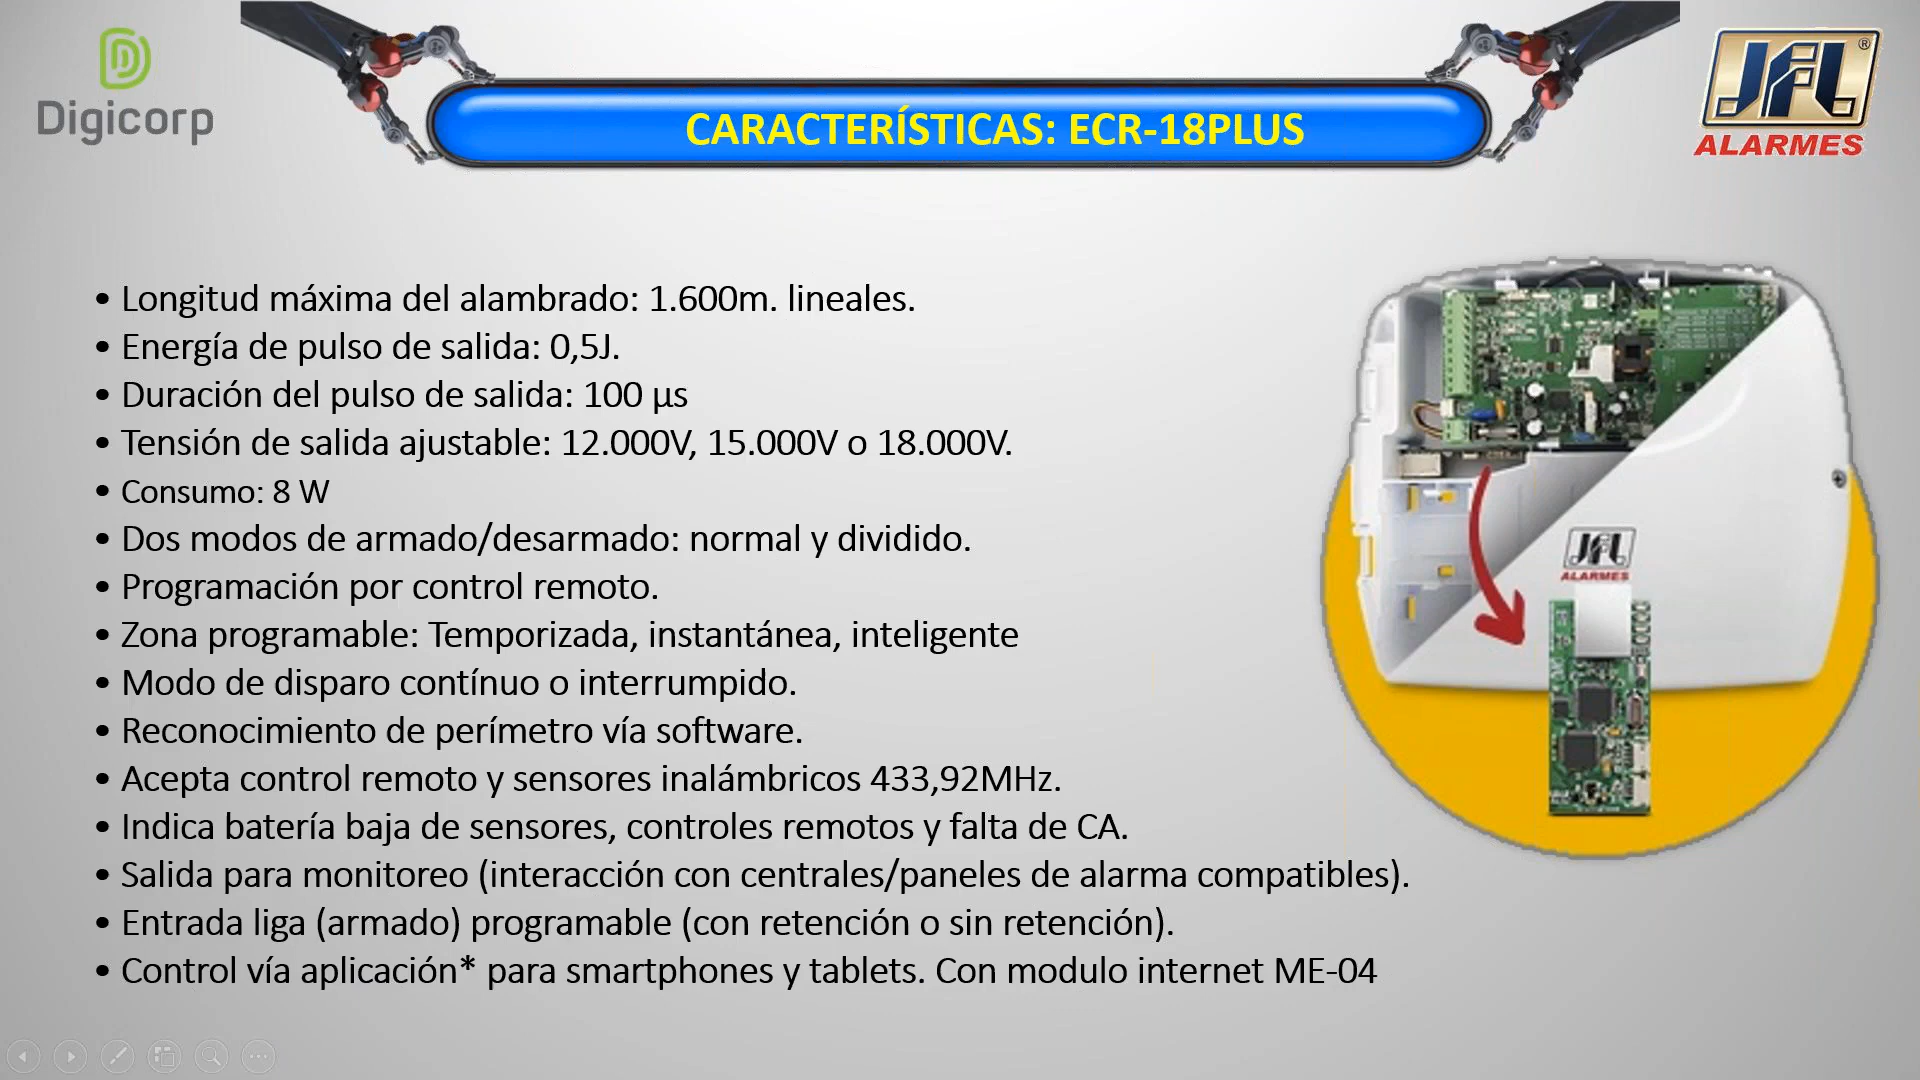 Digicorp
CARACTERÍSTICAS: ECR-18PLUS
JFL®
ALARMES
• Longitud máxima del alambrado: 1.600m. lineales.
• Energía de pulso de salida: 0,5J.
• Duración del pulso de salida: 100 µs
• Tensión de salida ajustable: 12.000V, 15.000V o 18.000V.
• Consumo: 8 W
• Dos modos de armado/desarmado: normal y dividido.
• Programación por control remoto.
• Zona programable: Temporizada, instantánea, inteligente
• Modo de disparo contínuo o interrumpido.
• Reconocimiento de perímetro vía software.
• Acepta control remoto y sensores inalámbricos 433,92MHz.
• Indica batería baja de sensores, controles remotos y falta de CA.
• Salida para monitoreo (interacción con centrales/paneles de alarma compatibles).
• Entrada liga (armado) programable (con retención o sin retención).
• Control vía aplicación* para smartphones y tablets. Con modulo internet ME-04
JFL
ALARMES